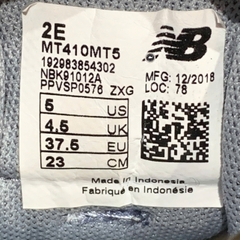 2E
MT410MT5
192983854302
NBK91012A
PPVSP0576 ZXG
MFG: 12/2018
LOC: 78
5 US
4.5 UK
37.5 EU
23 CM
NB
Made in Indonesia
Fabriqué en Indonésie